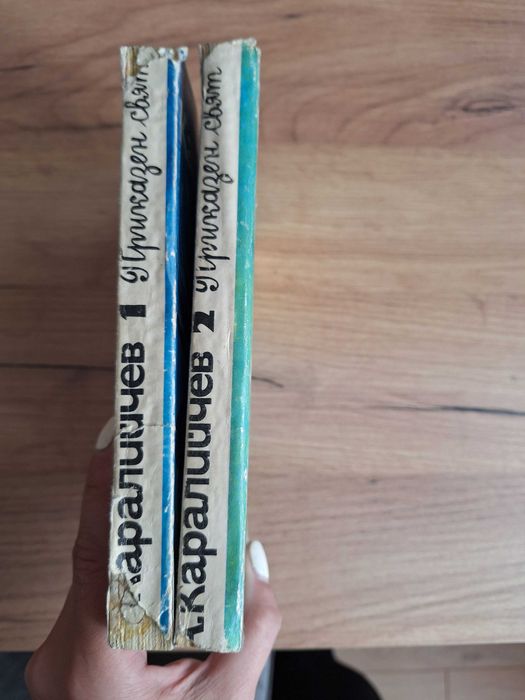 Каралийчев 1 Приказен свят
.Каралийчев 2 Приказен свят